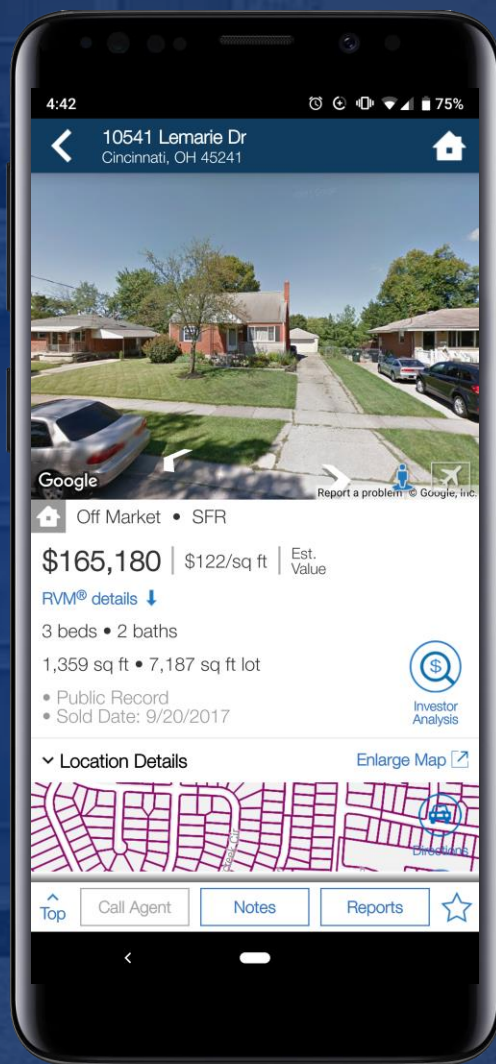 4:42 75%
10541 Lemarie Dr
Cincinnati, OH 45241
Google
Report a problem © Google, Inc.
Off Market • SFR
$165,180 | $122/sq ft | Est. Value
RVM® details
3 beds • 2 baths
1,359 sq ft • 7,187 sq ft lot
• Public Record
• Sold Date: 9/20/2017
Investor
Analysis
Location Details
Enlarge Map
Directions
Top
Call Agent
Notes
Reports